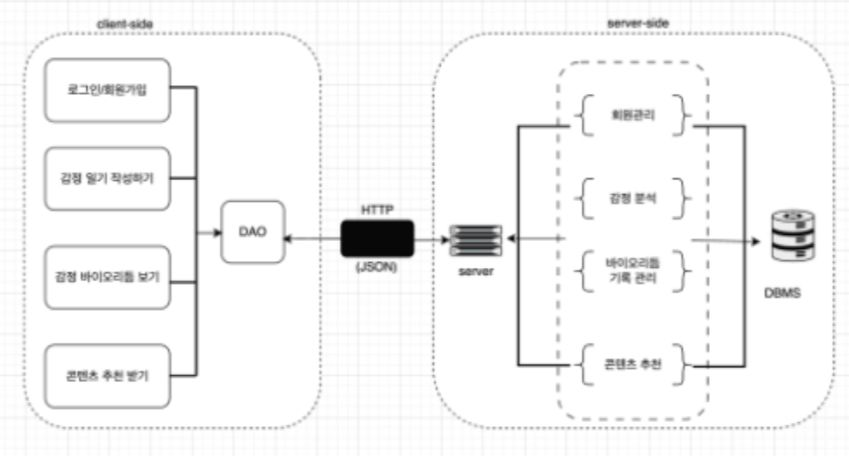 client-side
로그인/회원가입
감정 일기 작성하기
감정 바이오리듬 보기
콘텐츠 추천 받기
DAO
HTTP
(JSON)
server-side
server
회원관리
감정 분석
바이오리듬
기록 관리
콘텐츠 추천
DBMS